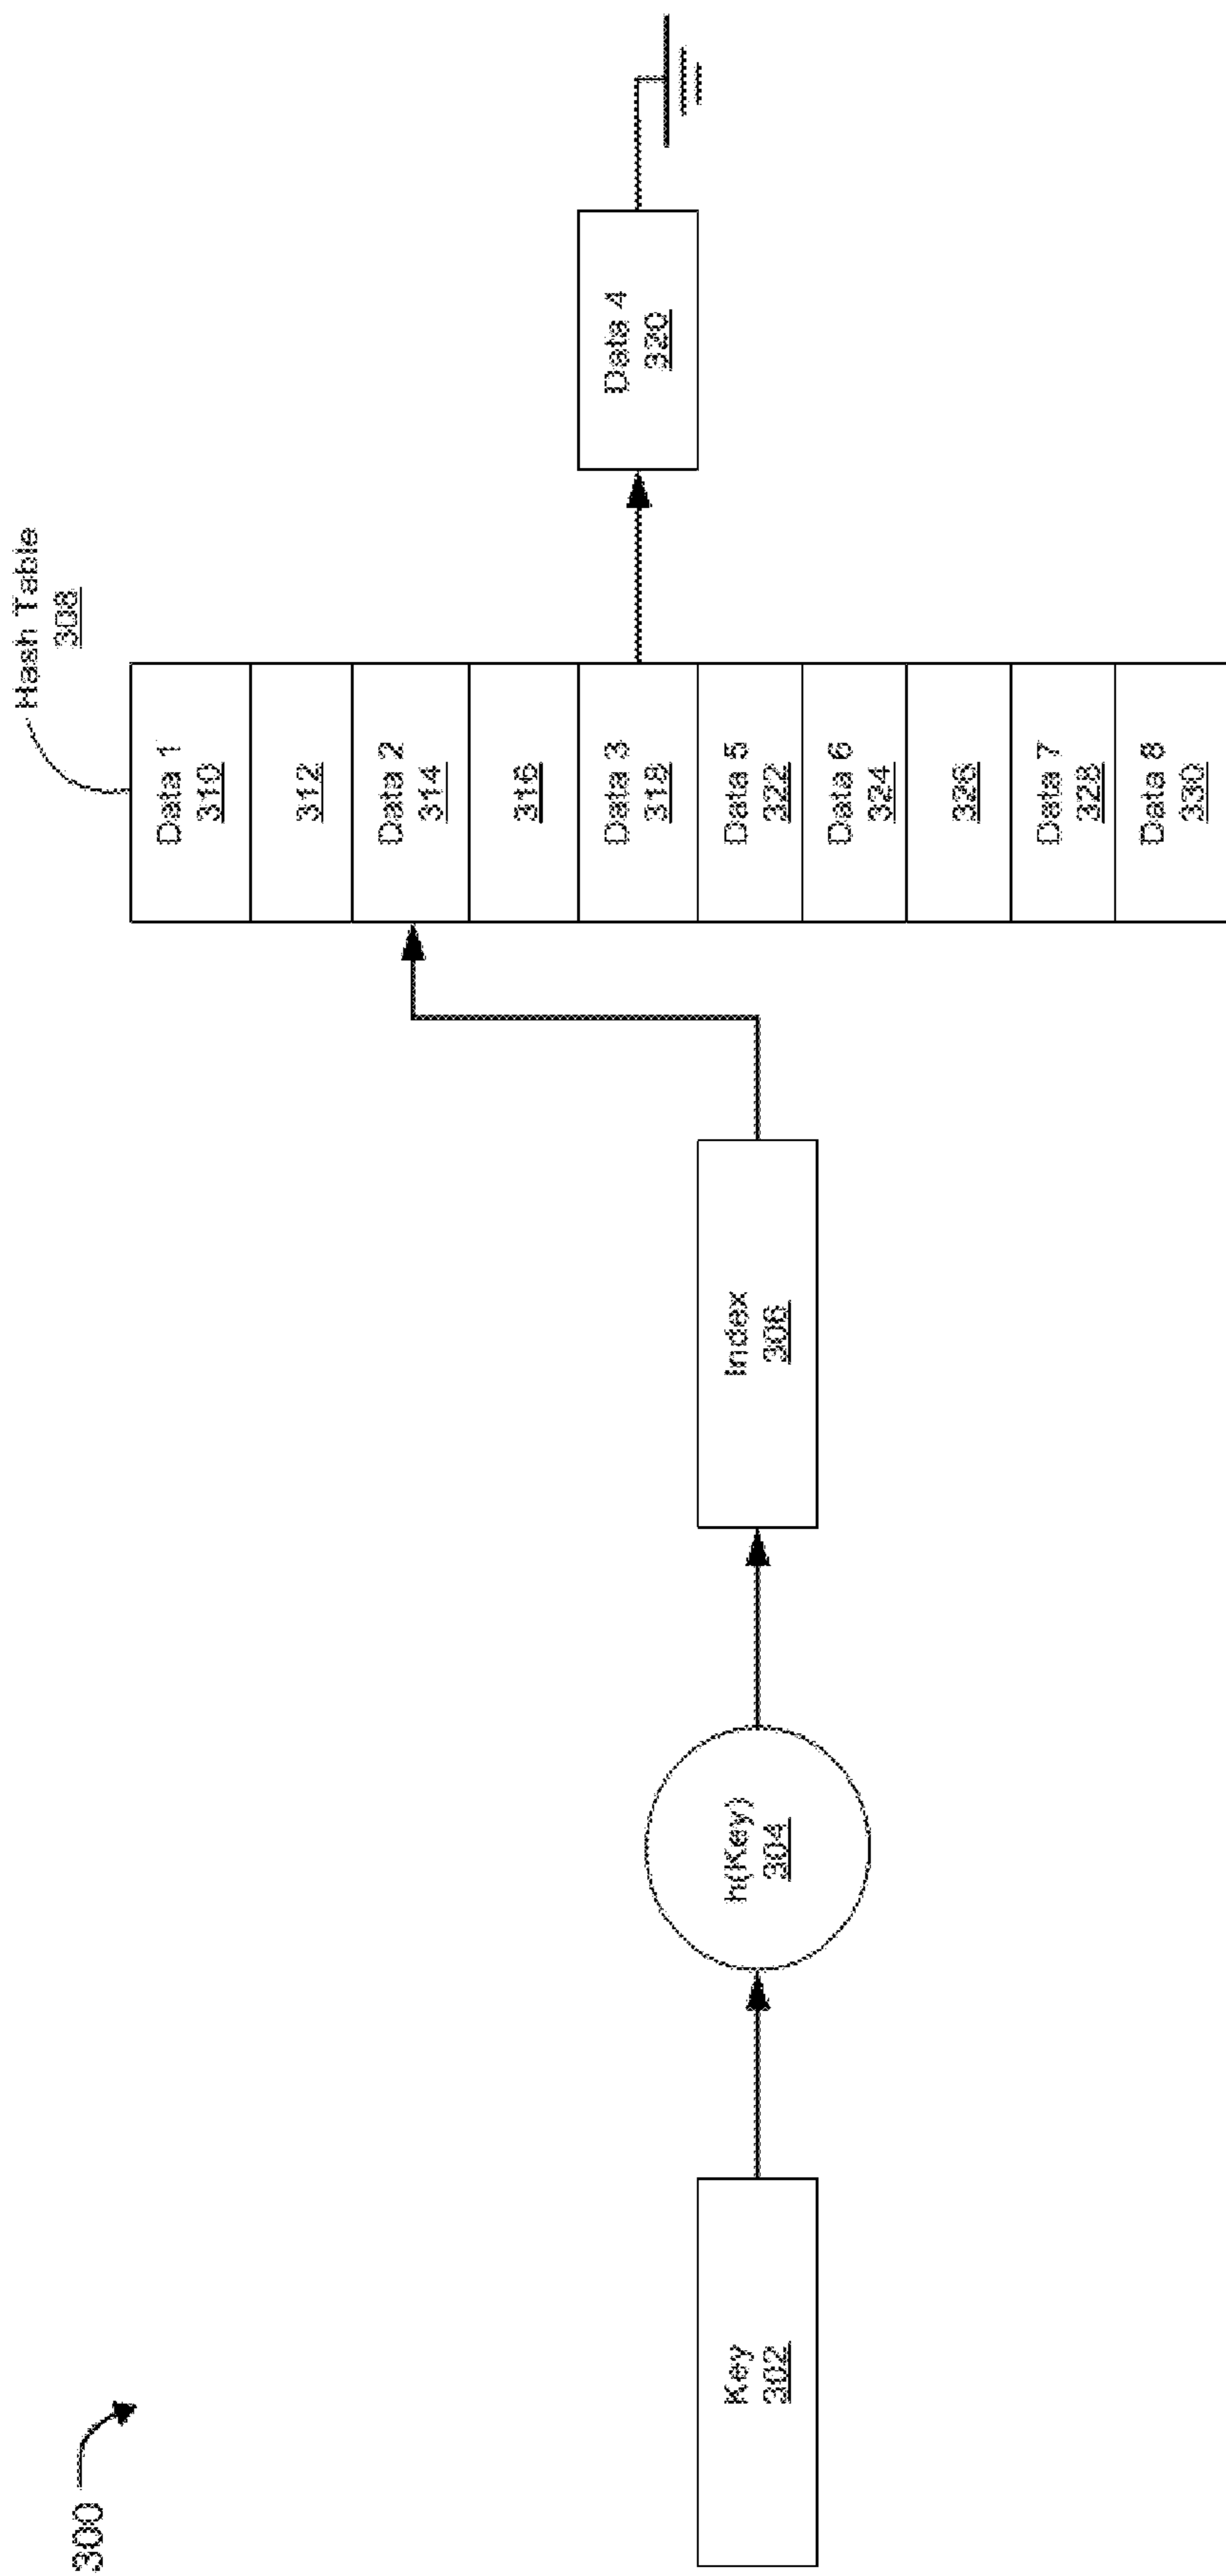 300
Key
302
h(Key)
304
Index
306
Hash Table
308
Data 1
310
312
Data 2
314
316
Data 3
318
Data 5
322
Data 6
324
326
Data 7
328
Data 8
330
Data 4
320